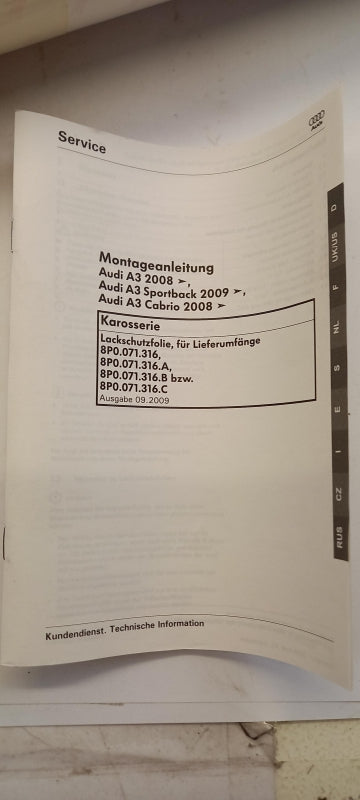 Service
Audi
Montageanleitung
Audi A3 2008 ➤,
Audi A3 Sportback 2009 ➤,
Audi A3 Cabrio 2008 ➤
Karosserie
Lackschutzfolie, für Lieferumfänge
8P0.071.316,
8P0.071.316.A,
8P0.071.316.B bzw.
8P0.071.316.C
Ausgabe 09.2009
D
UK/US
F
NL
S
E
I
CZ
RUS
Kundendienst. Technische Information